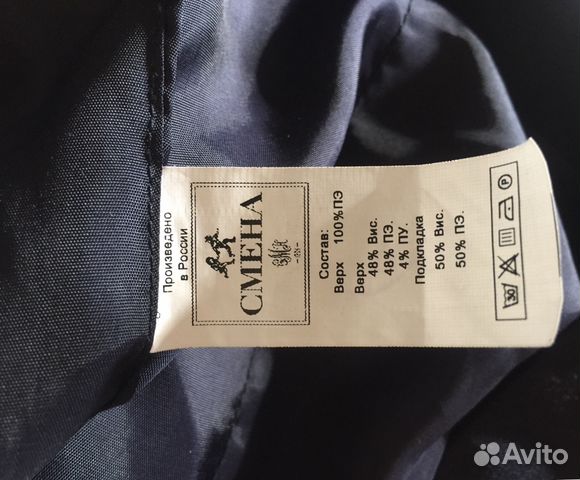 Произведено
в России
СМЕНА
Состав:
Верх 100%ПЭ
Верх
48% Вис.
48% ПЭ.
4% ПУ.
Подкладка
50% Вис.
50% ПЭ.
30
P
Avito